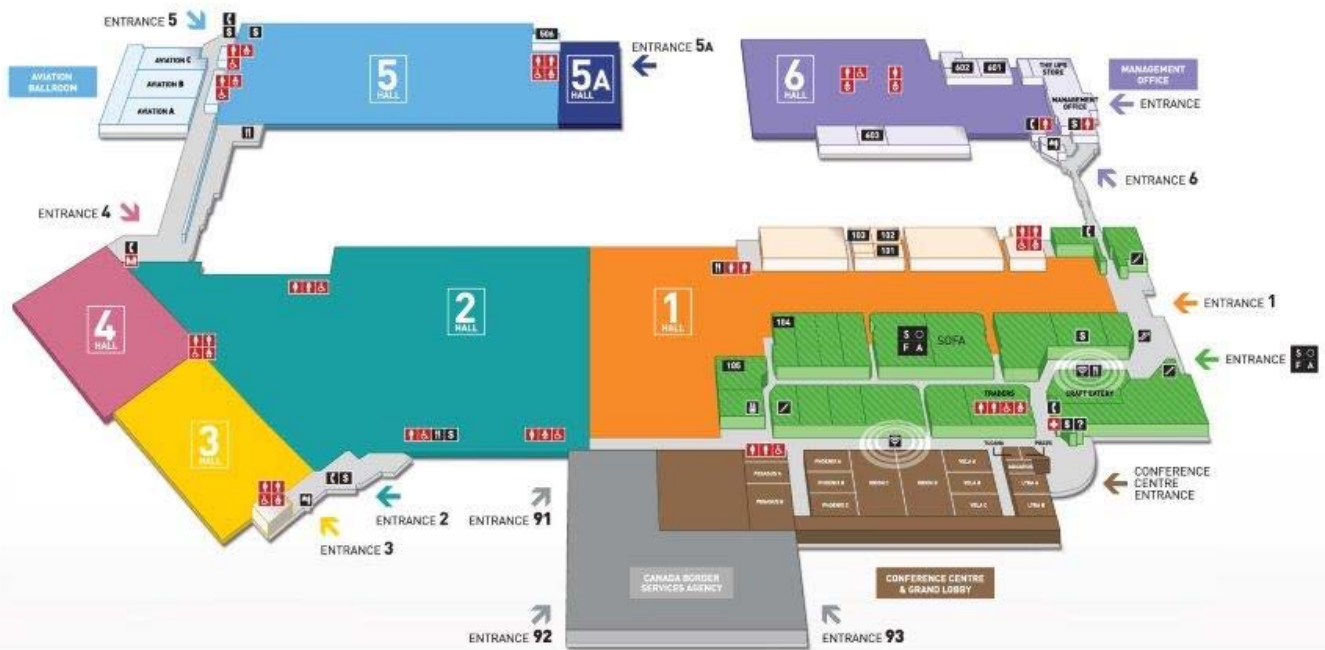 ENTRANCE 5
506
ENTRANCE 5A
AVIATION
BALLROOM
AVIATION C
AVIATION B
AVIATION A
5
HALL
5A
HALL
6
HALL
602
601
603
THE UPS
STORE
MANAGEMENT
OFFICE
MANAGEMENT
OFFICE
ENTRANCE
ENTRANCE 6
ENTRANCE 4
4
HALL
3
HALL
2
HALL
1
HALL
103
102
101
104
105
SOFA
SOFA
ENTRANCE 1
ENTRANCE SOFA
TRADERS
CRAFT EATERY
PEGASUS A
PEGASUS B
PHOENIX A
PHOENIX B
PHOENIX C
VELA A
VELA B
VELA C
TUCANA
LYRA A
LYRA B
CONFERENCE
CENTRE
ENTRANCE
ENTRANCE 2
ENTRANCE 3
ENTRANCE 91
CANADA BORDER
SERVICES AGENCY
CONFERENCE CENTRE
& GRAND LOBBY
ENTRANCE 92
ENTRANCE 93